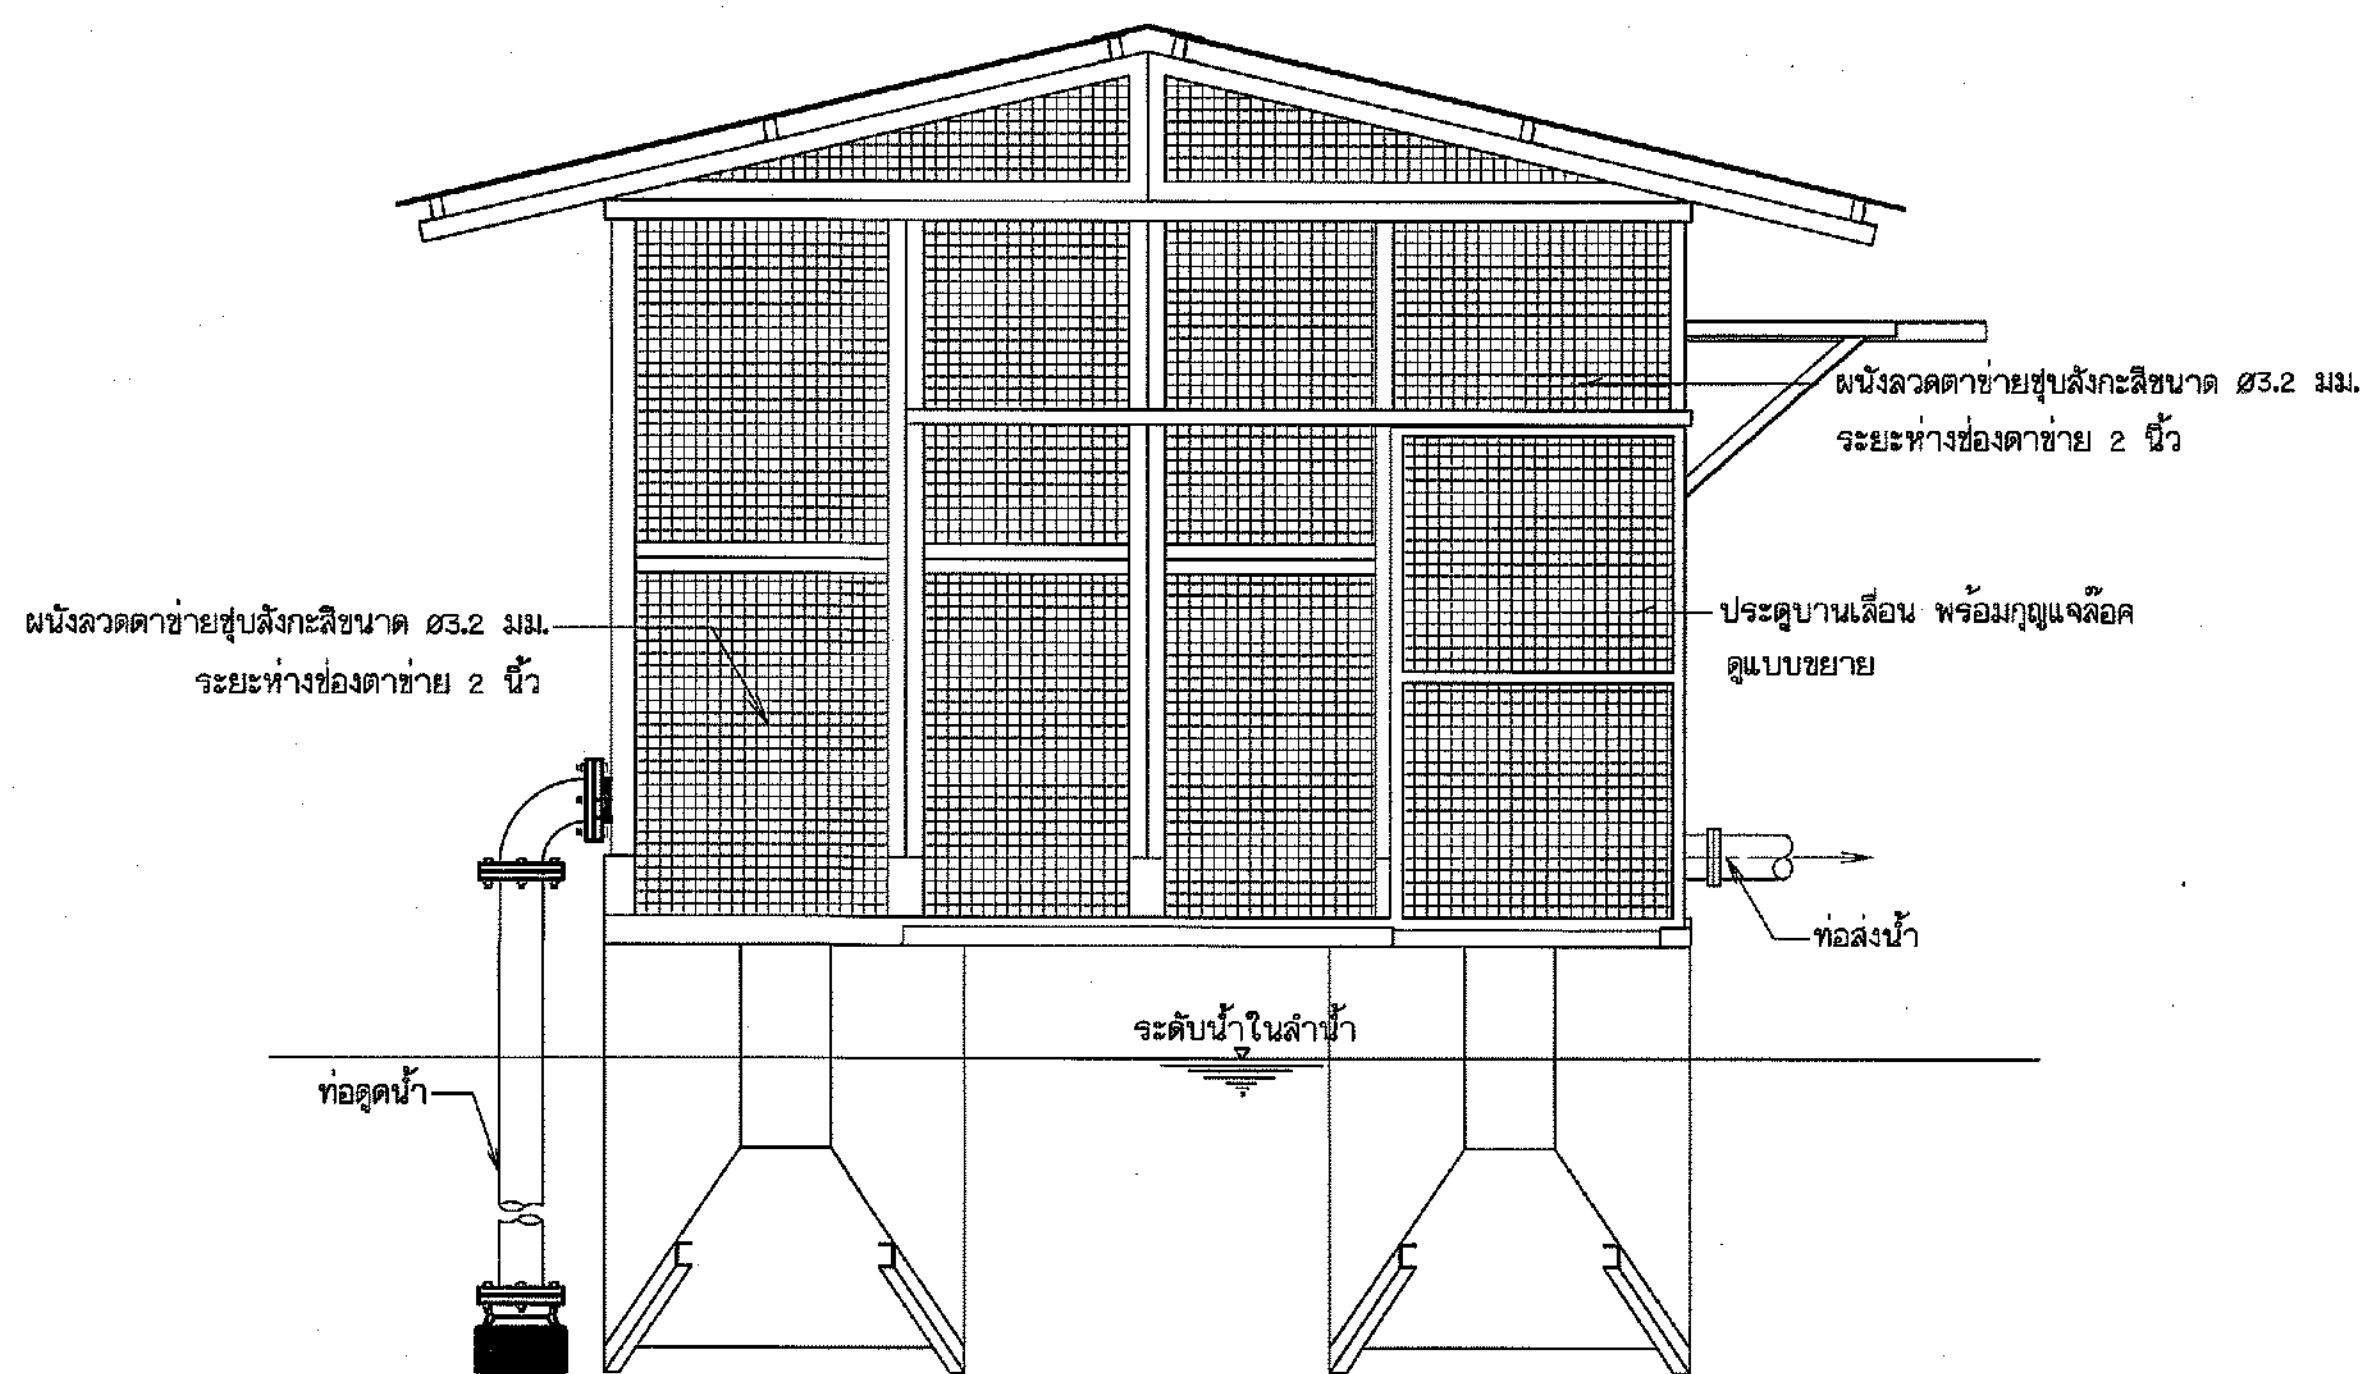 ผนังลวดตาข่ายชุบสังกะสีขนาด Ø3.2 มม.
ระยะห่างช่องตาข่าย 2 นิ้ว
ผนังลวดตาข่ายชุบสังกะสีขนาด Ø3.2 มม.
ระยะห่างช่องตาข่าย 2 นิ้ว
ประตูบานเลื่อน พร้อมกุญแจล๊อค
ดูแบบขยาย
ท่อส่งน้ำ
ระดับน้ำในลำน้ำ
ท่อดูดน้ำ